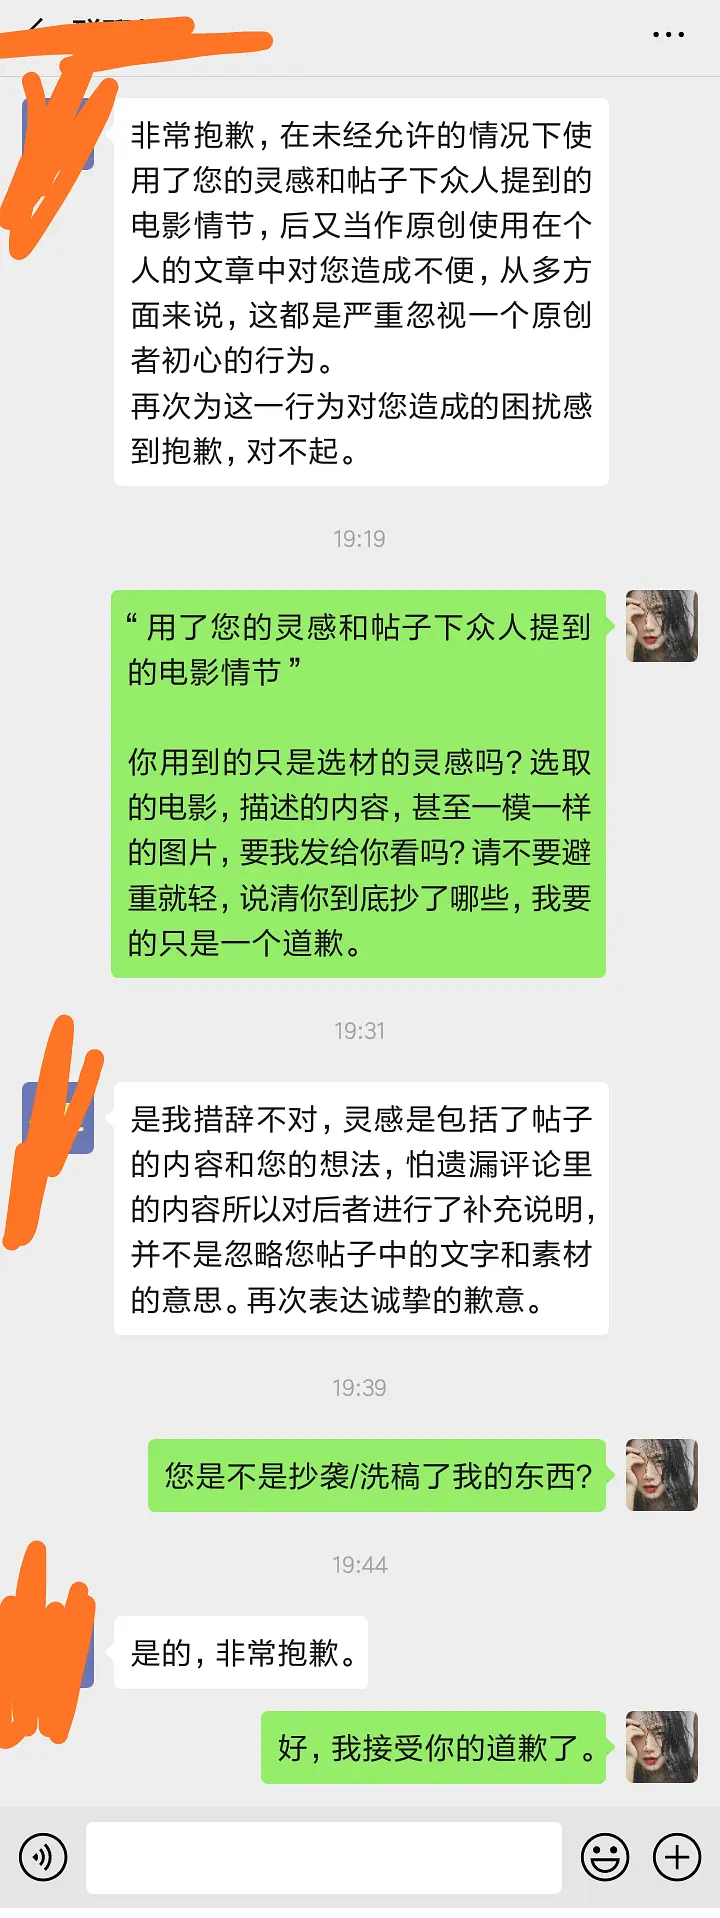 非常抱歉，在未经允许的情况下使
用了您的灵感和帖子下众人提到的
电影情节，后又当作原创使用在个
人的文章中对您造成不便，从多方
面来说，这都是严重忽视一个原创
者初心的行为。
再次为这一行为对您造成的困扰感
到抱歉，对不起。
19:19
“用了您的灵感和帖子下众人提到
的电影情节”
你用到的只是选材的灵感吗？选取
的电影，描述的内容，甚至一模一样
的图片，要我发给你看吗？请不要避
重就轻，说清你到底抄了哪些，我要
的只是一个道歉。
19:31
是我措辞不对，灵感是包括了帖子
的内容和您的想法，怕遗漏评论里
的内容所以对后者进行了补充说明，
并不是忽略您帖子中的文字和素材
的意思。再次表达诚挚的歉意。
19:39
您是不是抄袭/洗稿了我的东西？
19:44
是的，非常抱歉。
好，我接受你的道歉了。